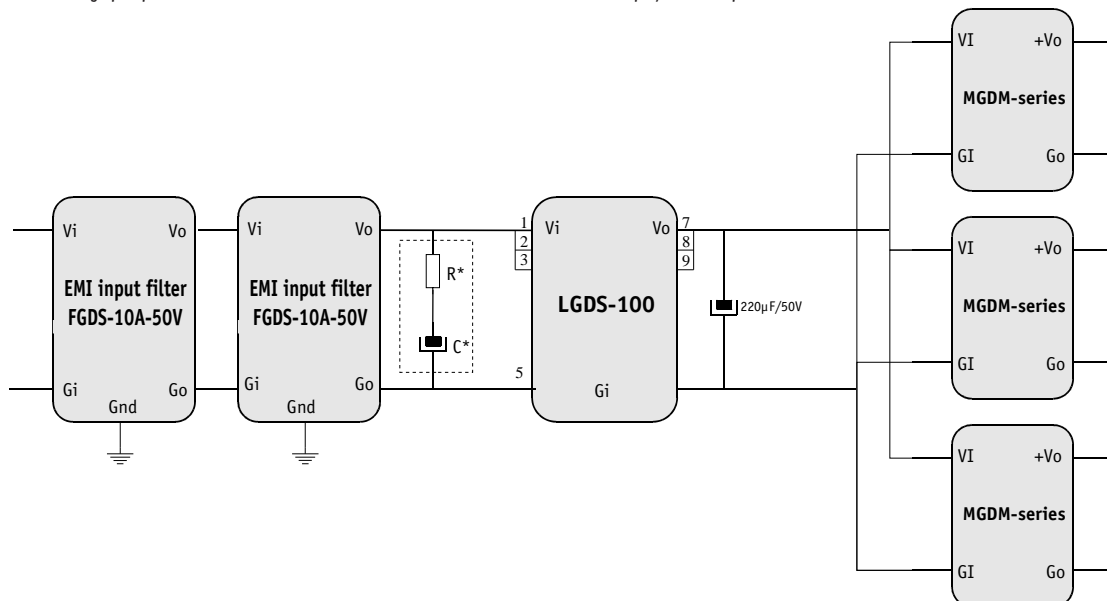 VI +Vo
MGDM-series
GI Go
Vi Vo
EMI input filter
FGDS-10A-50V
Gi Go
Gnd
Vi Vo
EMI input filter
FGDS-10A-50V
Gi Go
Gnd
R*
C*
1
2
3
5
Vi Vo
LGDS-100
Gi
7
8
9
220µF/50V
VI +Vo
MGDM-series
GI Go
VI +Vo
MGDM-series
GI Go